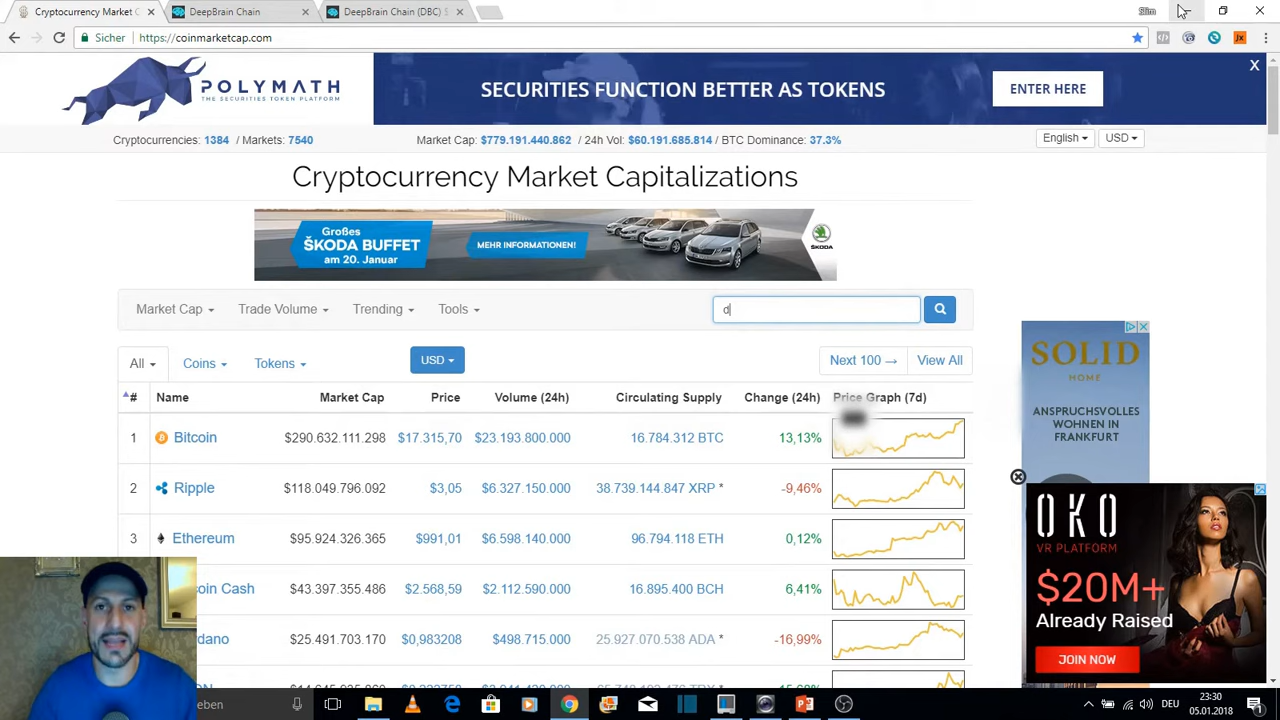 Cryptocurrency Market C
DeepBrain Chain
DeepBrain Chain (DBC) S
Slim
Sicher
https://coinmarketcap.com
POLYMATH
THE SECURITIES TOKEN PLATFORM
SECURITIES FUNCTION BETTER AS TOKENS
ENTER HERE
X
Cryptocurrencies: 1384 / Markets: 7540
Market Cap: $779.191.440.862 / 24h Vol: $60.191.685.814 / BTC Dominance: 37.3%
English
USD
Cryptocurrency Market Capitalizations
Großes
ŠKODA BUFFET
am 20. Januar
MEHR INFORMATIONEN!
ŠKODA
Market Cap
Trade Volume
Trending
Tools
d
All
Coins
Tokens
USD
Next 100 →
View All
# Name Market Cap Price Volume (24h) Circulating Supply Change (24h) Price Graph (7d)
1 Bitcoin $290.632.111.298 $17.315,70 $23.193.800.000 16.784.312 BTC 13,13%
2 Ripple $118.049.796.092 $3,05 $6.327.150.000 38.739.144.847 XRP * -9,46%
3 Ethereum $95.924.326.365 $991,01 $6.598.140.000 96.794.118 ETH 0,12%
oin Cash $43.397.355.486 $2.568,59 $2.112.590.000 16.895.400 BCH 6,41%
dano $25.491.703.170 $0,983208 $498.715.000 25.927.070.538 ADA * -16,99%
SOLID
HOME
ANSPRUCHSVOLLES
WOHNEN IN
FRANKFURT
OKO
VR PLATFORM
$20M+
Already Raised
JOIN NOW
eben
DEU
23:30
05.01.2018